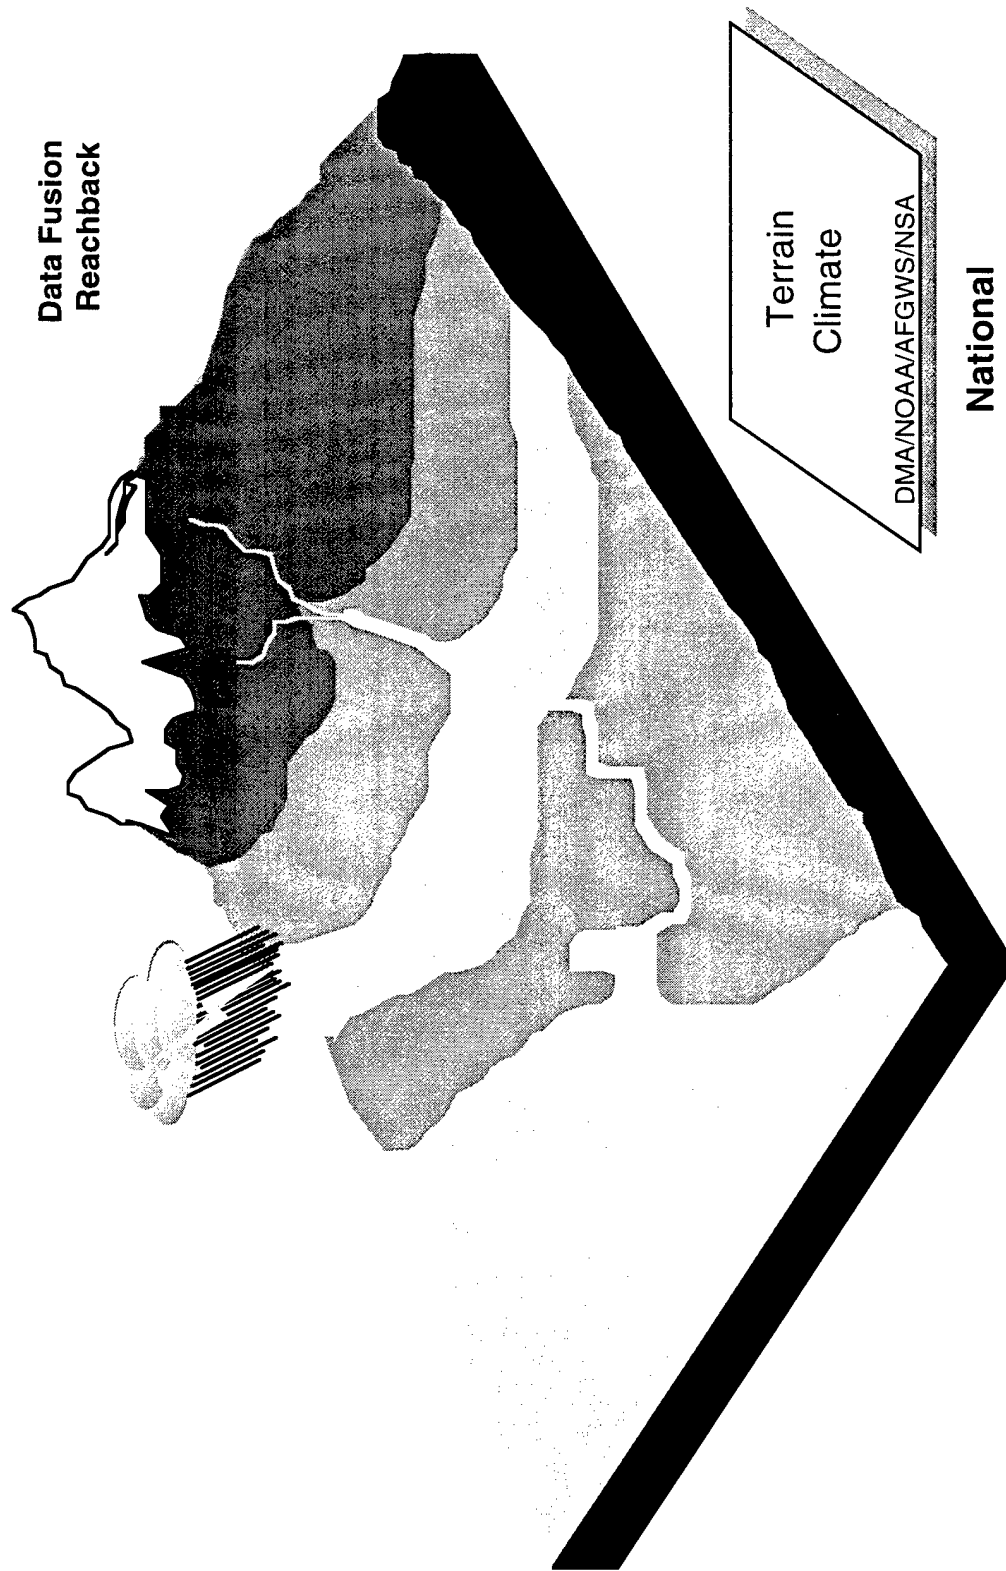 Data Fusion
Reachback
Terrain
Climate
DMA/NOAA/AFGWS/NSA
National